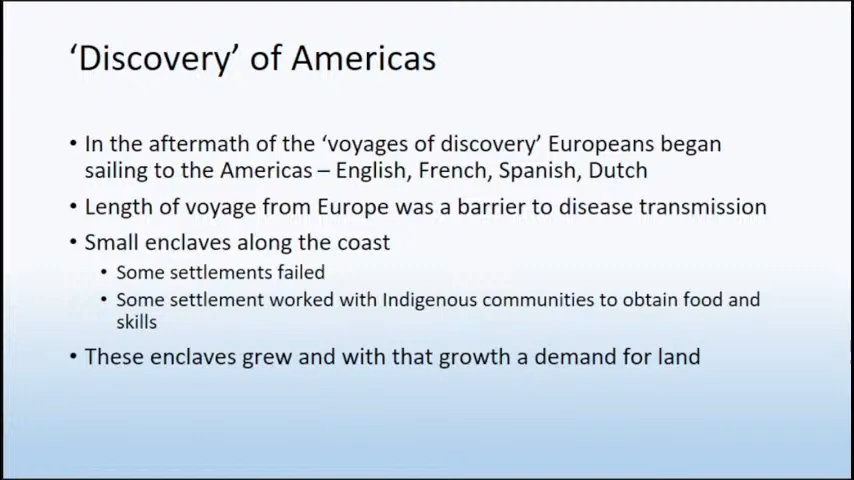 ‘Discovery’ of Americas
• In the aftermath of the ‘voyages of discovery’ Europeans began
sailing to the Americas – English, French, Spanish, Dutch
• Length of voyage from Europe was a barrier to disease transmission
• Small enclaves along the coast
• Some settlements failed
• Some settlement worked with Indigenous communities to obtain food and
skills
• These enclaves grew and with that growth a demand for land